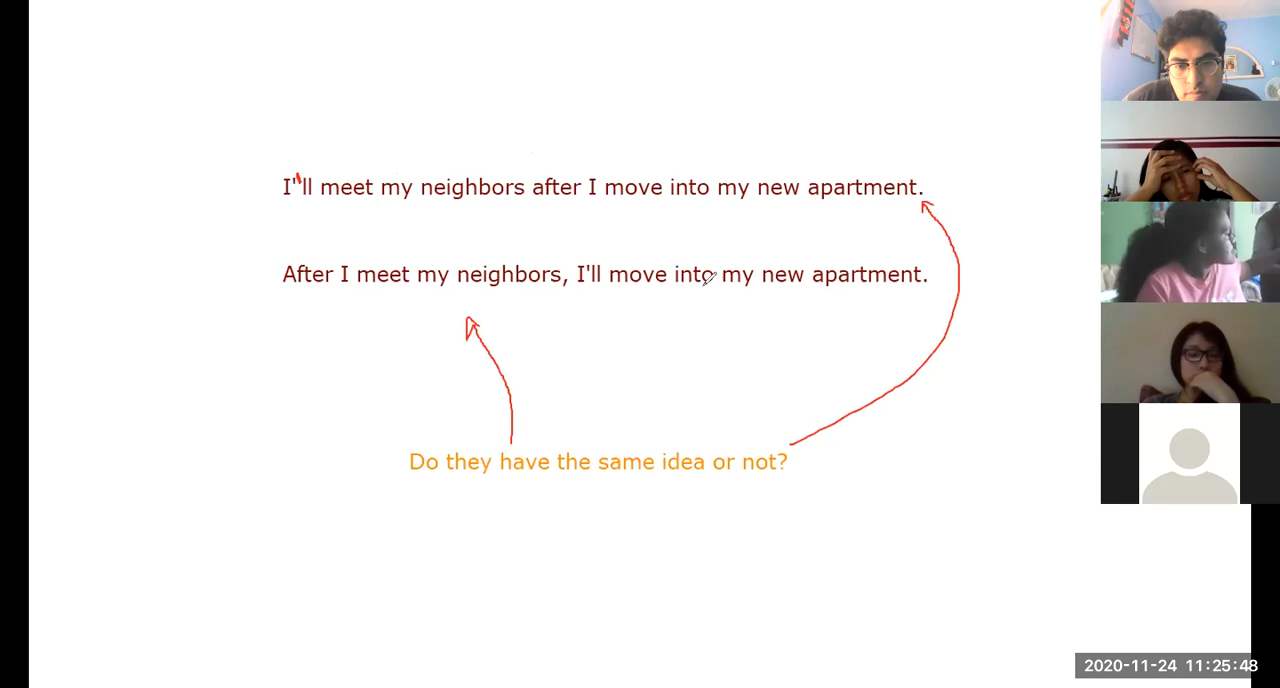 I'll meet my neighbors after I move into my new apartment.
After I meet my neighbors, I'll move into my new apartment.
Do they have the same idea or not?
2020-11-24 11:25:48